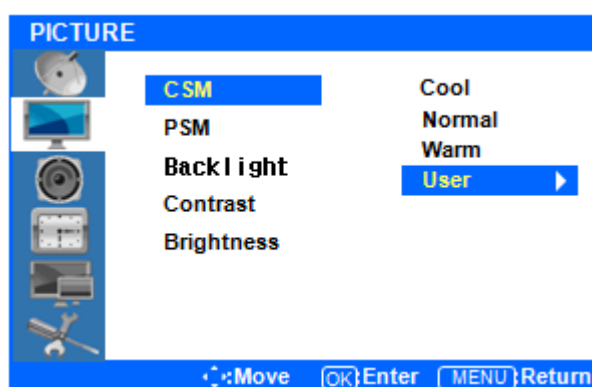 PICTURE
CSM
PSM
Backlight
Contrast
Brightness
Cool
Normal
Warm
User
:Move OK:Enter MENU:Return